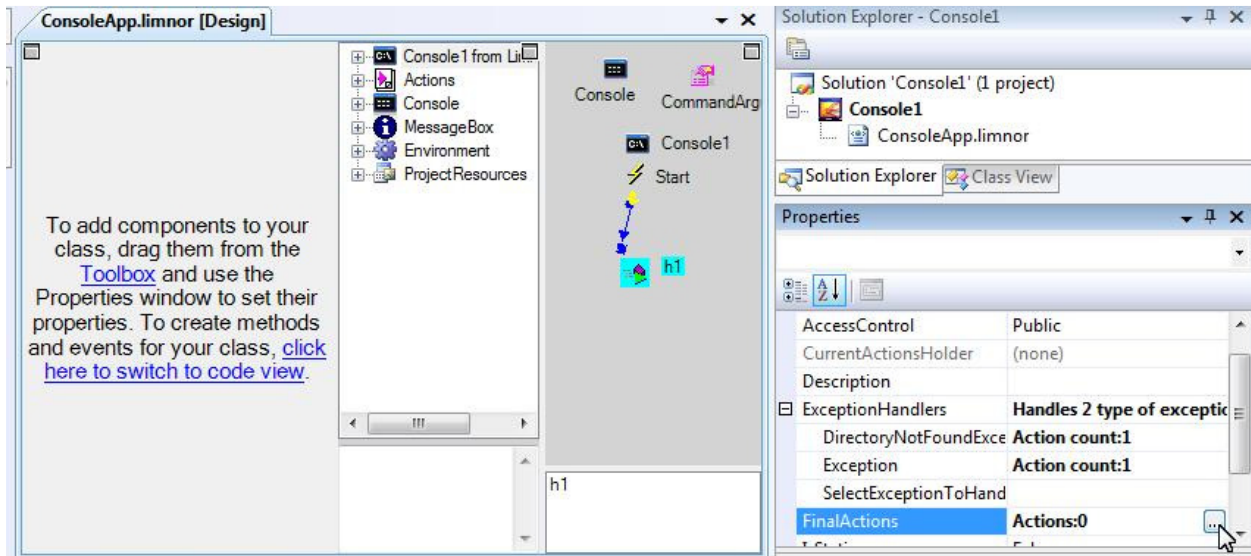 ConsoleApp.limnor [Design]
To add components to your
class, drag them from the
Toolbox and use the
Properties window to set their
properties. To create methods
and events for your class, click
here to switch to code view.
Console1 from Lin...
Actions
Console
MessageBox
Environment
ProjectResources
Console
CommandArg
Console1
Start
h1
h1
Solution Explorer - Console1
Solution 'Console1' (1 project)
Console1
ConsoleApp.limnor
Solution Explorer Class View
Properties
AccessControl Public
CurrentActionsHolder (none)
Description
ExceptionHandlers Handles 2 type of exceptic
DirectoryNotFoundExce Action count:1
Exception Action count:1
SelectExceptionToHand
FinalActions Actions:0 ...